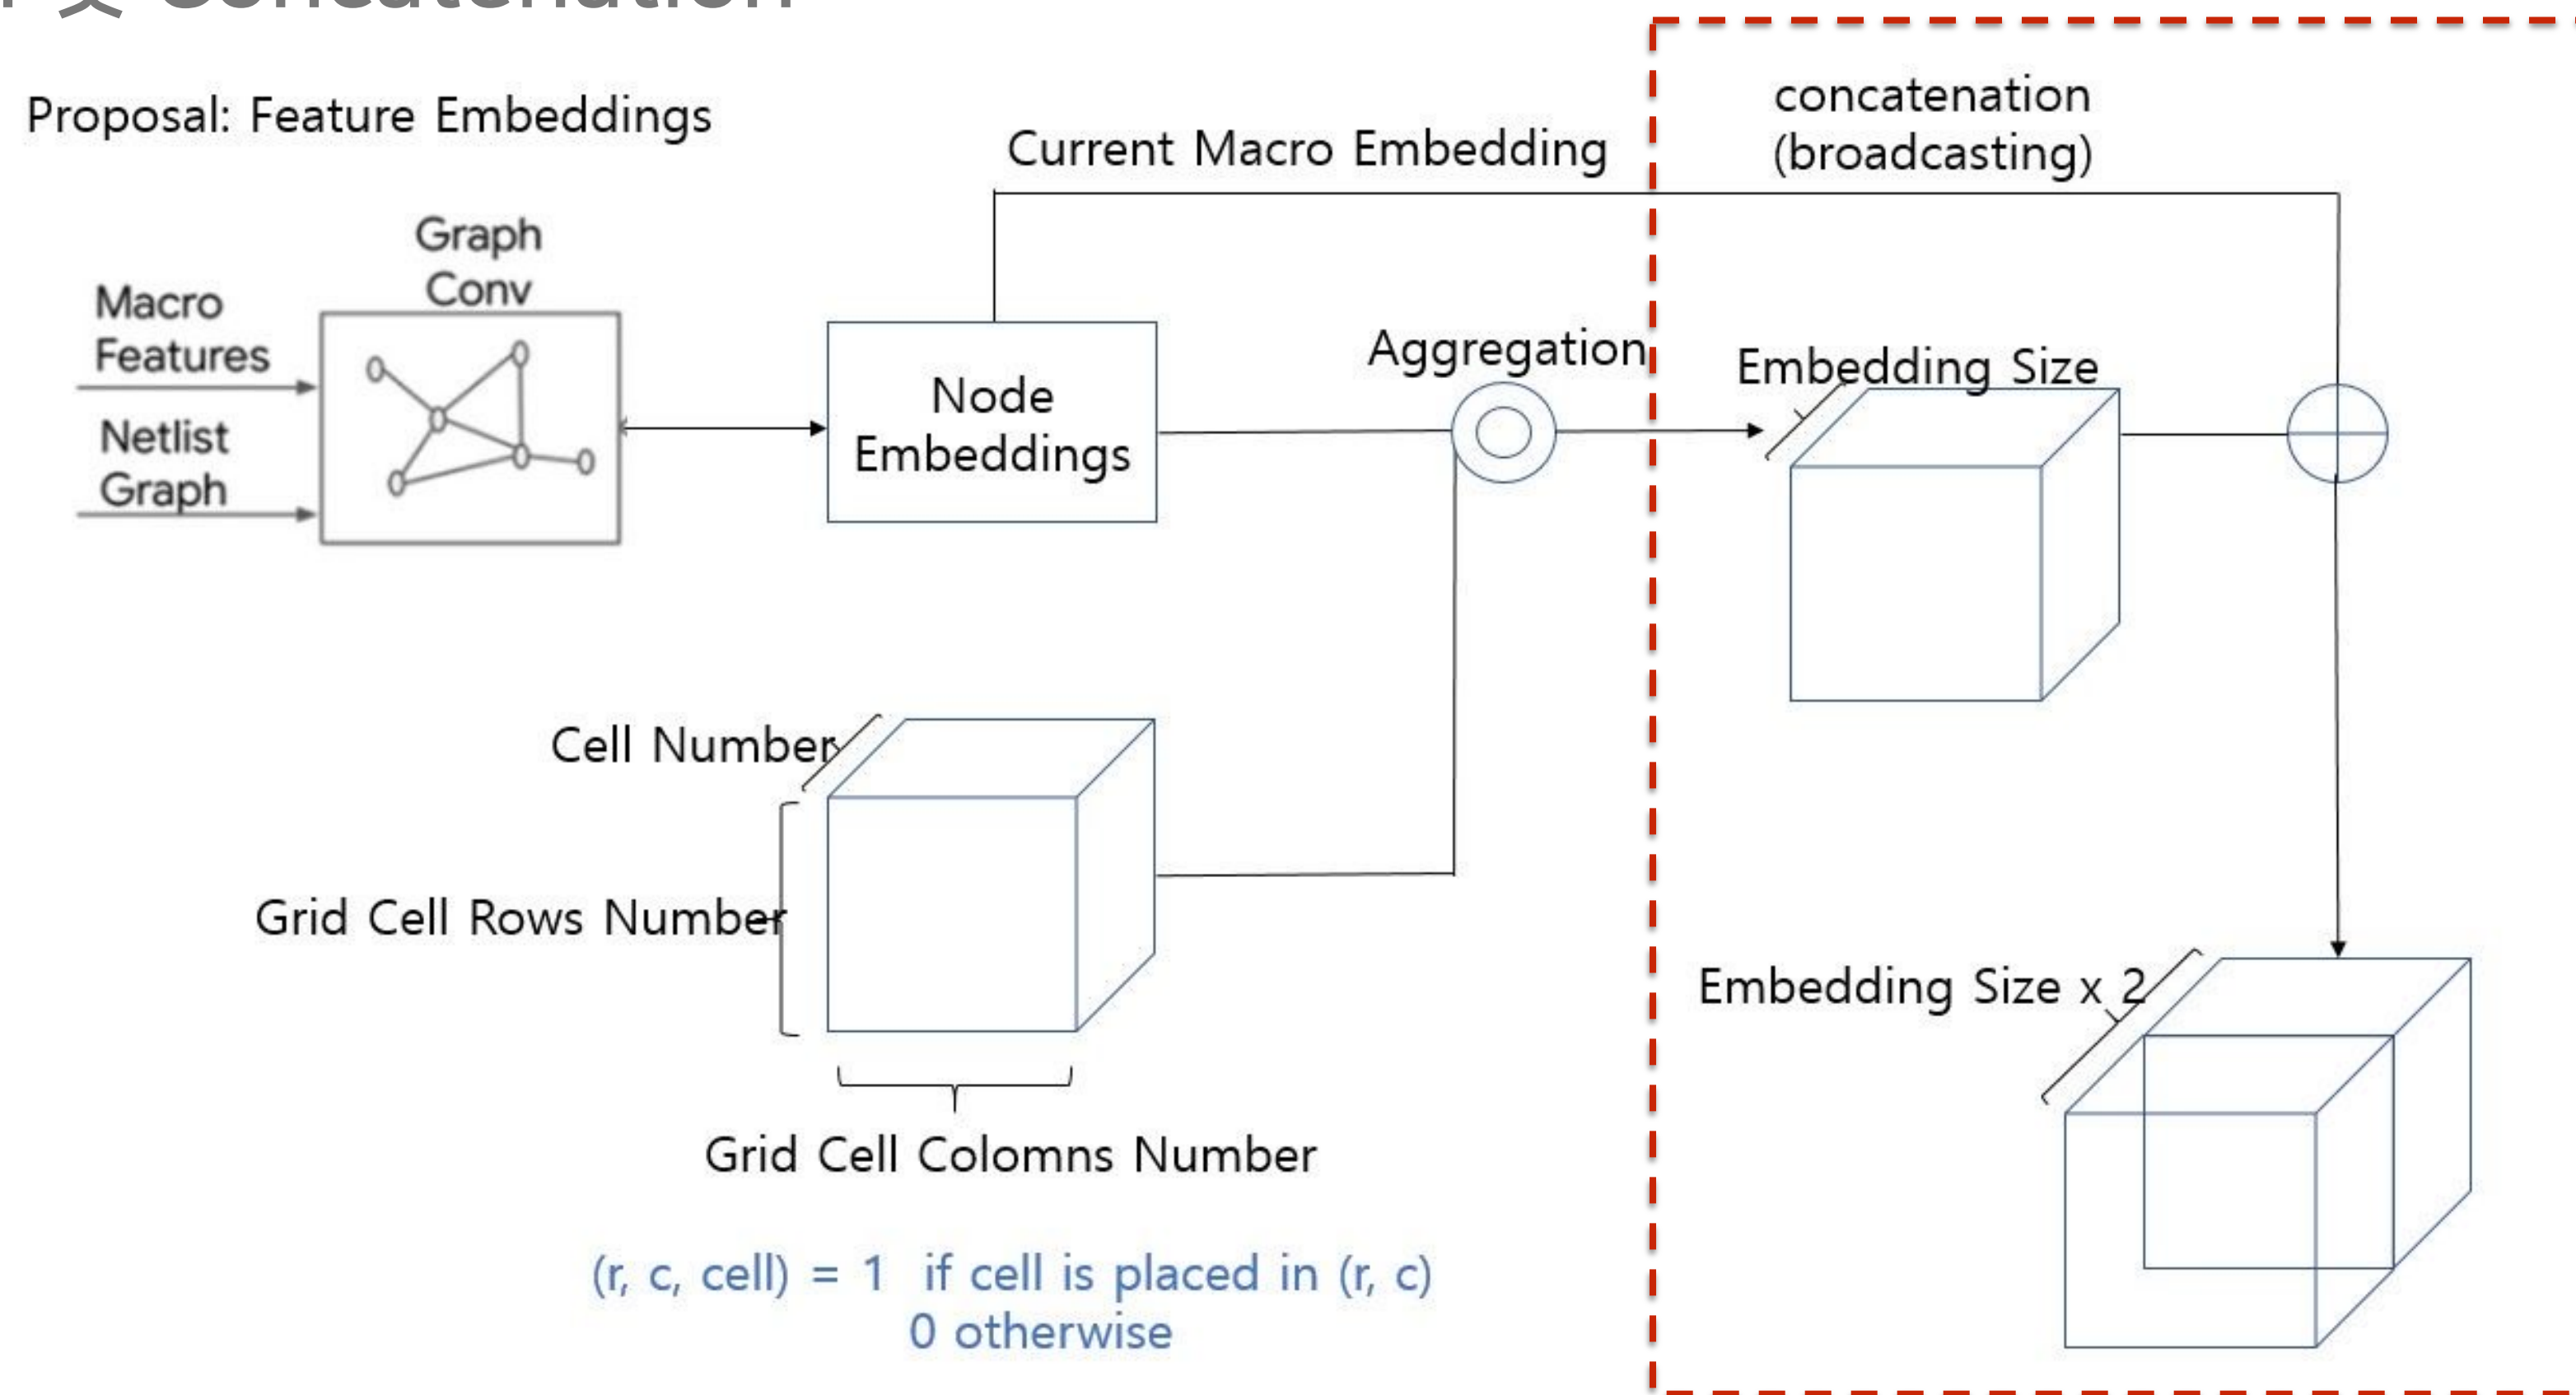 및 Concatenation
Proposal: Feature Embeddings
concatenation
(broadcasting)
Current Macro Embedding
Graph
Conv
Macro
Features
Netlist
Graph
Node
Embeddings
Aggregation
Embedding Size
Cell Number
Grid Cell Rows Number
Grid Cell Colomns Number
Embedding Size x 2
(r, c, cell) = 1 if cell is placed in (r, c)
0 otherwise